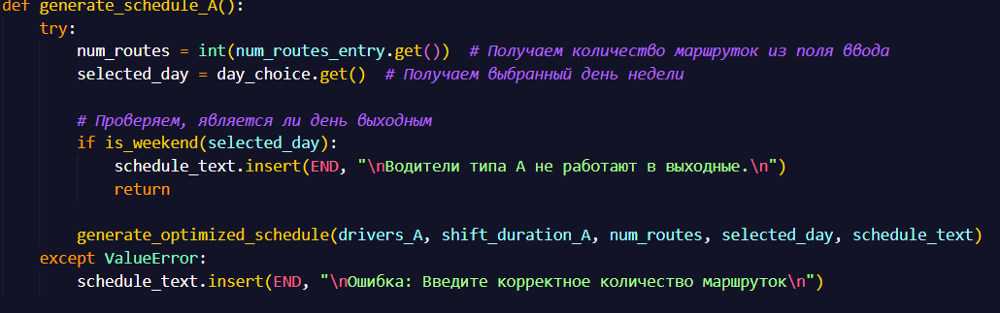 def generate_schedule_A():
    try:
        num_routes = int(num_routes_entry.get())  # Получаем количество маршруток из поля ввода
        selected_day = day_choice.get()  # Получаем выбранный день недели

        # Проверяем, является ли день выходным
        if is_weekend(selected_day):
            schedule_text.insert(END, "\nВодители типа A не работают в выходные.\n")
            return

        generate_optimized_schedule(drivers_A, shift_duration_A, num_routes, selected_day, schedule_text)
    except ValueError:
        schedule_text.insert(END, "\nОшибка: Введите корректное количество маршруток\n")